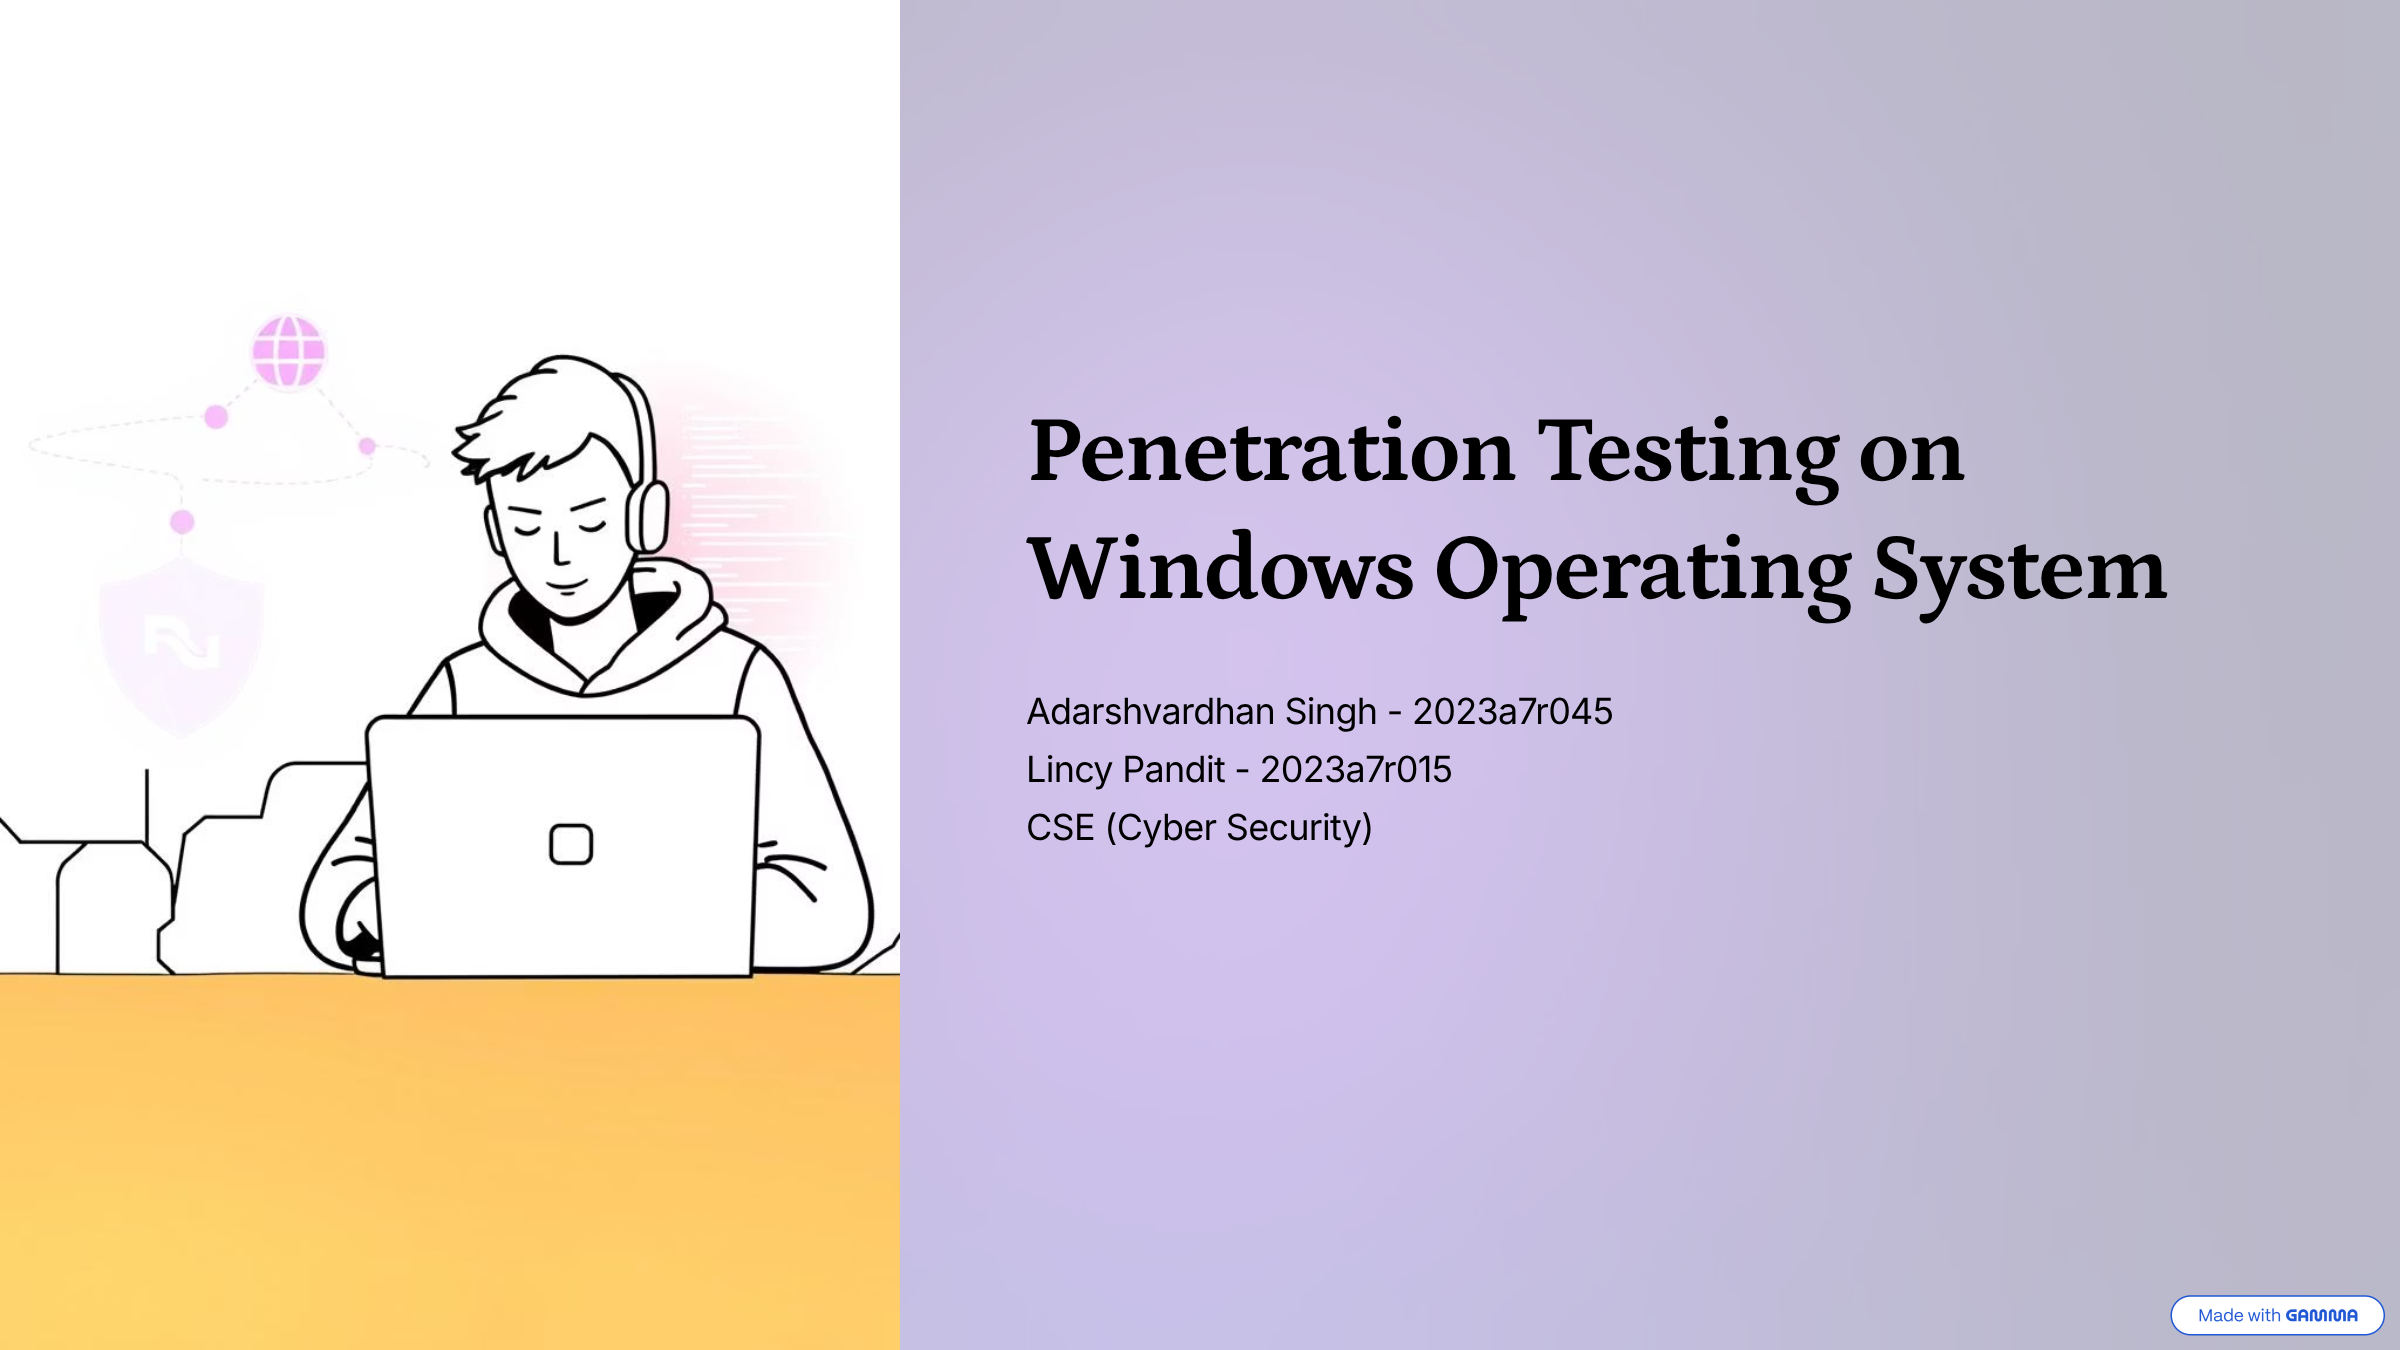 Penetration Testing on
Windows Operating System
Adarshvardhan Singh - 2023a7r045
Lincy Pandit - 2023a7r015
CSE (Cyber Security)
Made with GAMMA